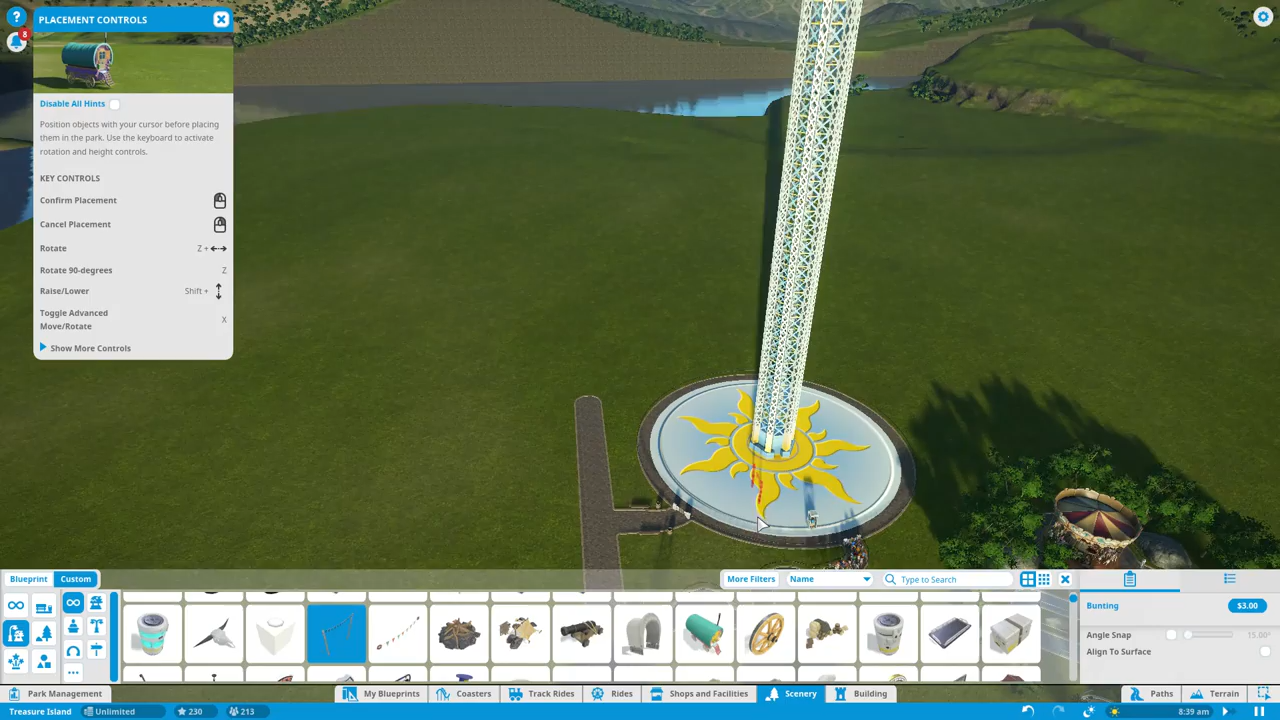 ?
PLACEMENT CONTROLS
8
Disable All Hints
Position objects with your cursor before placing
them in the park. Use the keyboard to activate
rotation and height controls.
KEY CONTROLS
Confirm Placement
Cancel Placement
Rotate Z +
Rotate 90-degrees Z
Raise/Lower Shift +
Toggle Advanced
Move/Rotate X
Show More Controls
Blueprint Custom More Filters Name Type to Search
Bunting $3.00
Angle Snap 15.00°
Align To Surface
Park Management My Blueprints Coasters Track Rides Rides Shops and Facilities Scenery Building Paths Terrain
Treasure Island Unlimited 230 213 8:39 am